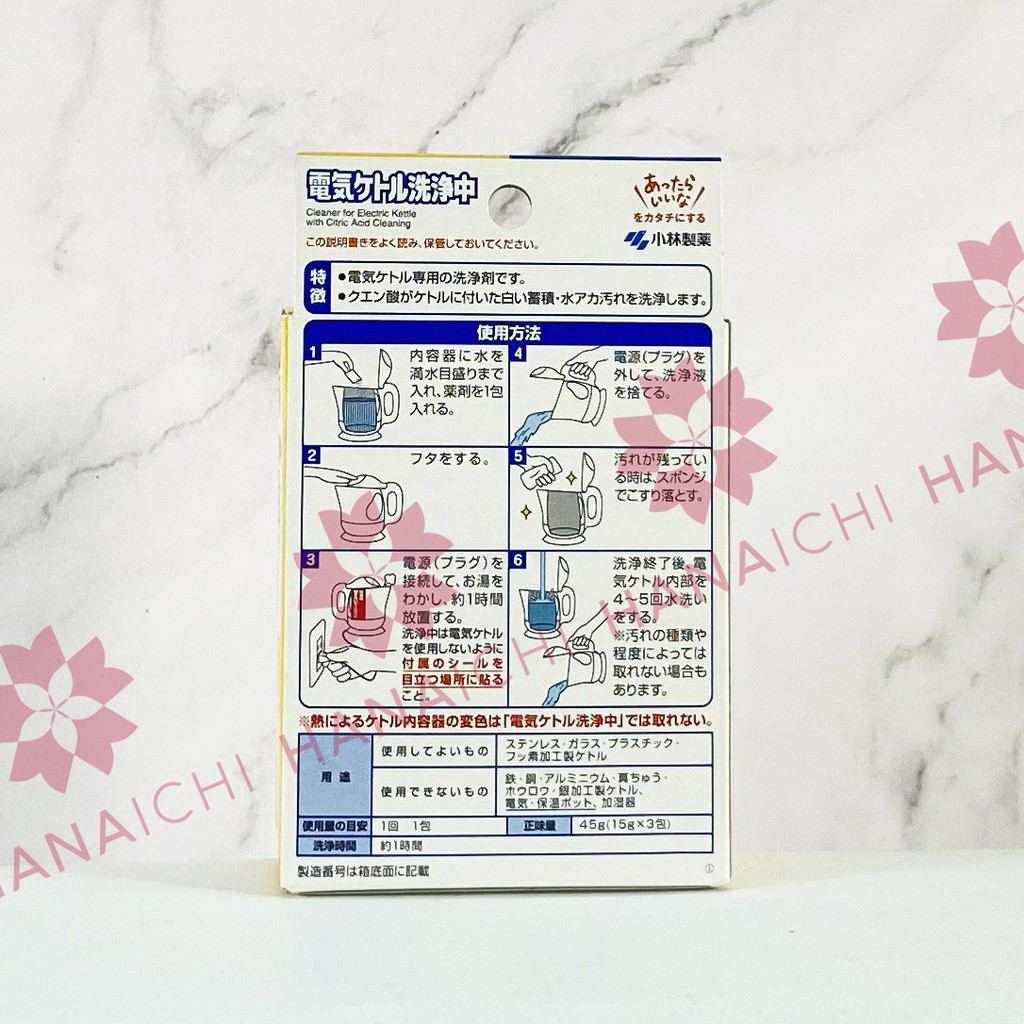 電気ケトル洗浄中
Cleaner for Electric Kettle
with Citric Acid Cleaning
この説明書きをよく読み、保管しておいてください。
あったら
いいな
をカタチにする
小林製薬
特徴
●電気ケトル専用の洗浄剤です。
●クエン酸がケトルに付いた白い蓄積・水アカ汚れを洗浄します。
使用方法
1
内容器に水を
満水目盛りまで
入れ、薬剤を1包
入れる。
2
フタをする。
3
電源(プラグ)を
接続して、お湯を
わかし、約1時間
放置する。
洗浄中は電気ケトル
を使用しないように
付属のシールを
目立つ場所に貼る
こと。
4
電源(プラグ)を
外して、洗浄液
を捨てる。
5
汚れが残ってい
る時は、スポンジ
でこすり落とす。
6
洗浄終了後、電
気ケトル内部を
4～5回水洗い
をする。
※汚れの種類や
程度によっては
取れない場合も
あります。
※熱によるケトル内容器の変色は「電気ケトル洗浄中」では取れない。
用途
使用してよいもの
ステンレス・ガラス・プラスチック・
フッ素加工製ケトル
使用できないもの
鉄・銅・アルミニウム・真ちゅう・
ホウロウ・銀加工製ケトル、
電気・保温ポット、加湿器
使用量の目安 1回 1包
正味量 45g(15g×3包)
洗浄時間 約1時間
製造番号は箱底面に記載
①
HANAICHI HANAICHI HANAICHI HAN